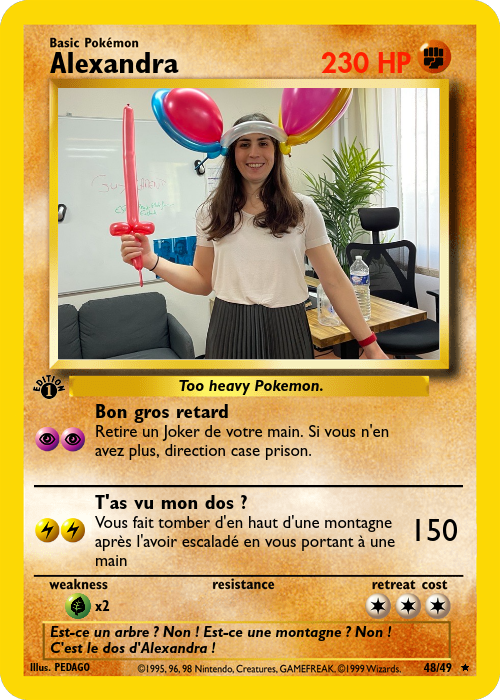 Basic Pokémon
Alexandra
230 HP
EDITION
1
Too heavy Pokemon.
Bon gros retard
Retire un Joker de votre main. Si vous n'en
avez plus, direction case prison.
T'as vu mon dos ?
Vous fait tomber d'en haut d'une montagne
après l'avoir escaladé en vous portant à une
main
150
weakness
resistance
retreat cost
x2
Est-ce un arbre ? Non ! Est-ce une montagne ? Non !
C'est le dos d'Alexandra !
Illus. PEDAGO
©1995, 96, 98 Nintendo, Creatures, GAMEFREAK. ©1999 Wizards.
48/49 ★